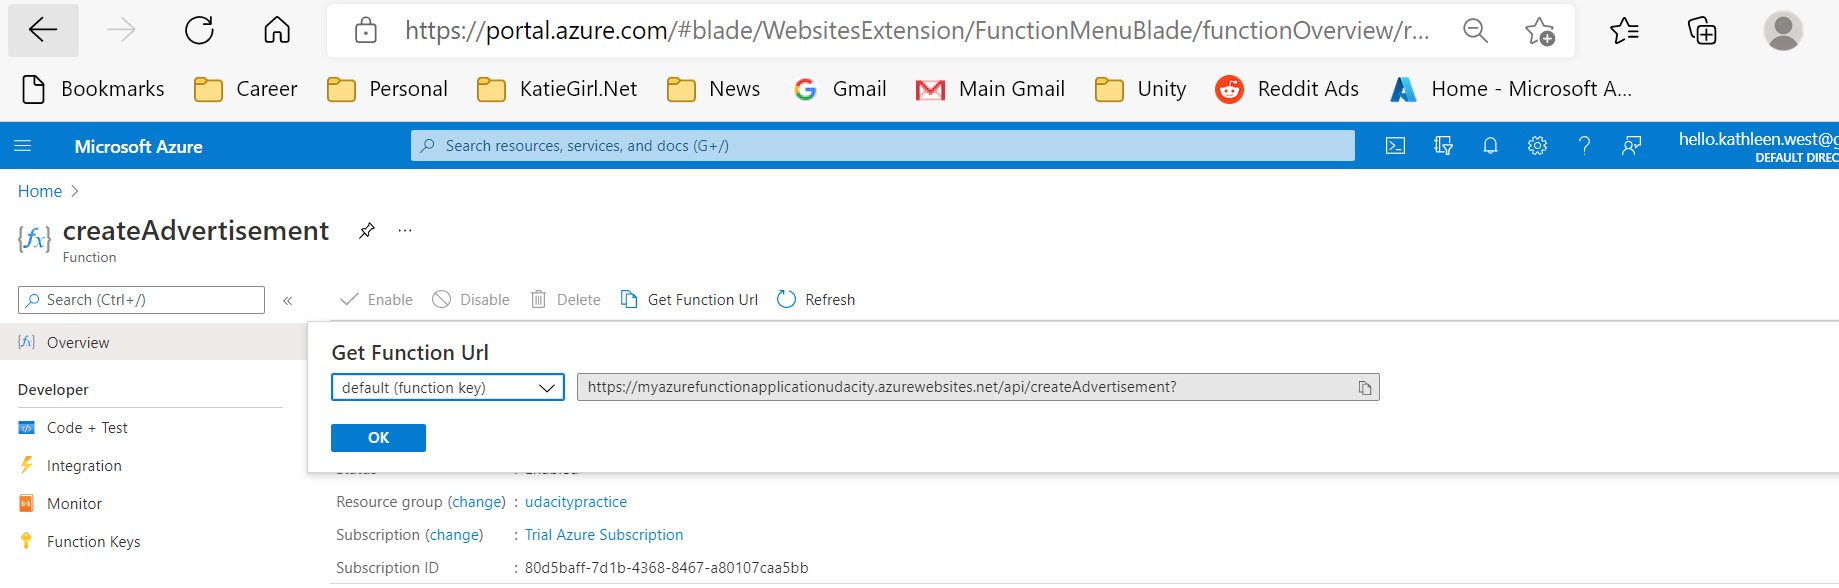 https://portal.azure.com/#blade/WebsitesExtension/FunctionMenuBlade/functionOverview/r...
Bookmarks Career Personal KatieGirl.Net News Gmail Main Gmail Unity Reddit Ads Home - Microsoft A...
Microsoft Azure Search resources, services, and docs (G+/) hello.kathleen.west@g
DEFAULT DIREC
Home >
{fx} createAdvertisement ...
Function
Search (Ctrl+/) « Enable Disable Delete Get Function Url Refresh
Overview
Get Function Url
default (function key) https://myazurefunctionapplicationudacity.azurewebsites.net/api/createAdvertisement?
OK
Developer
Code + Test
Integration
Monitor
Function Keys
Status : Enabled
Resource group (change) : udacitypractice
Subscription (change) : Trial Azure Subscription
Subscription ID : 80d5baff-7d1b-4368-8467-a80107caa5bb